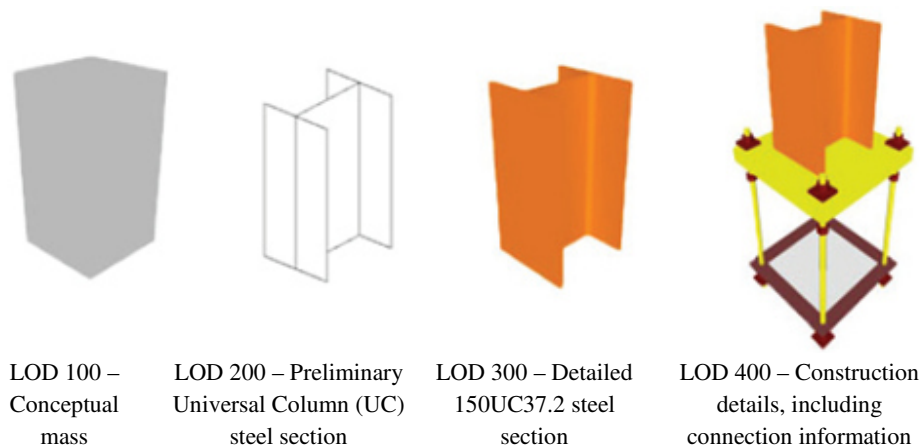 LOD 100 –
Conceptual
mass
LOD 200 – Preliminary
Universal Column (UC)
steel section
LOD 300 – Detailed
150UC37.2 steel
section
LOD 400 – Construction
details, including
connection information